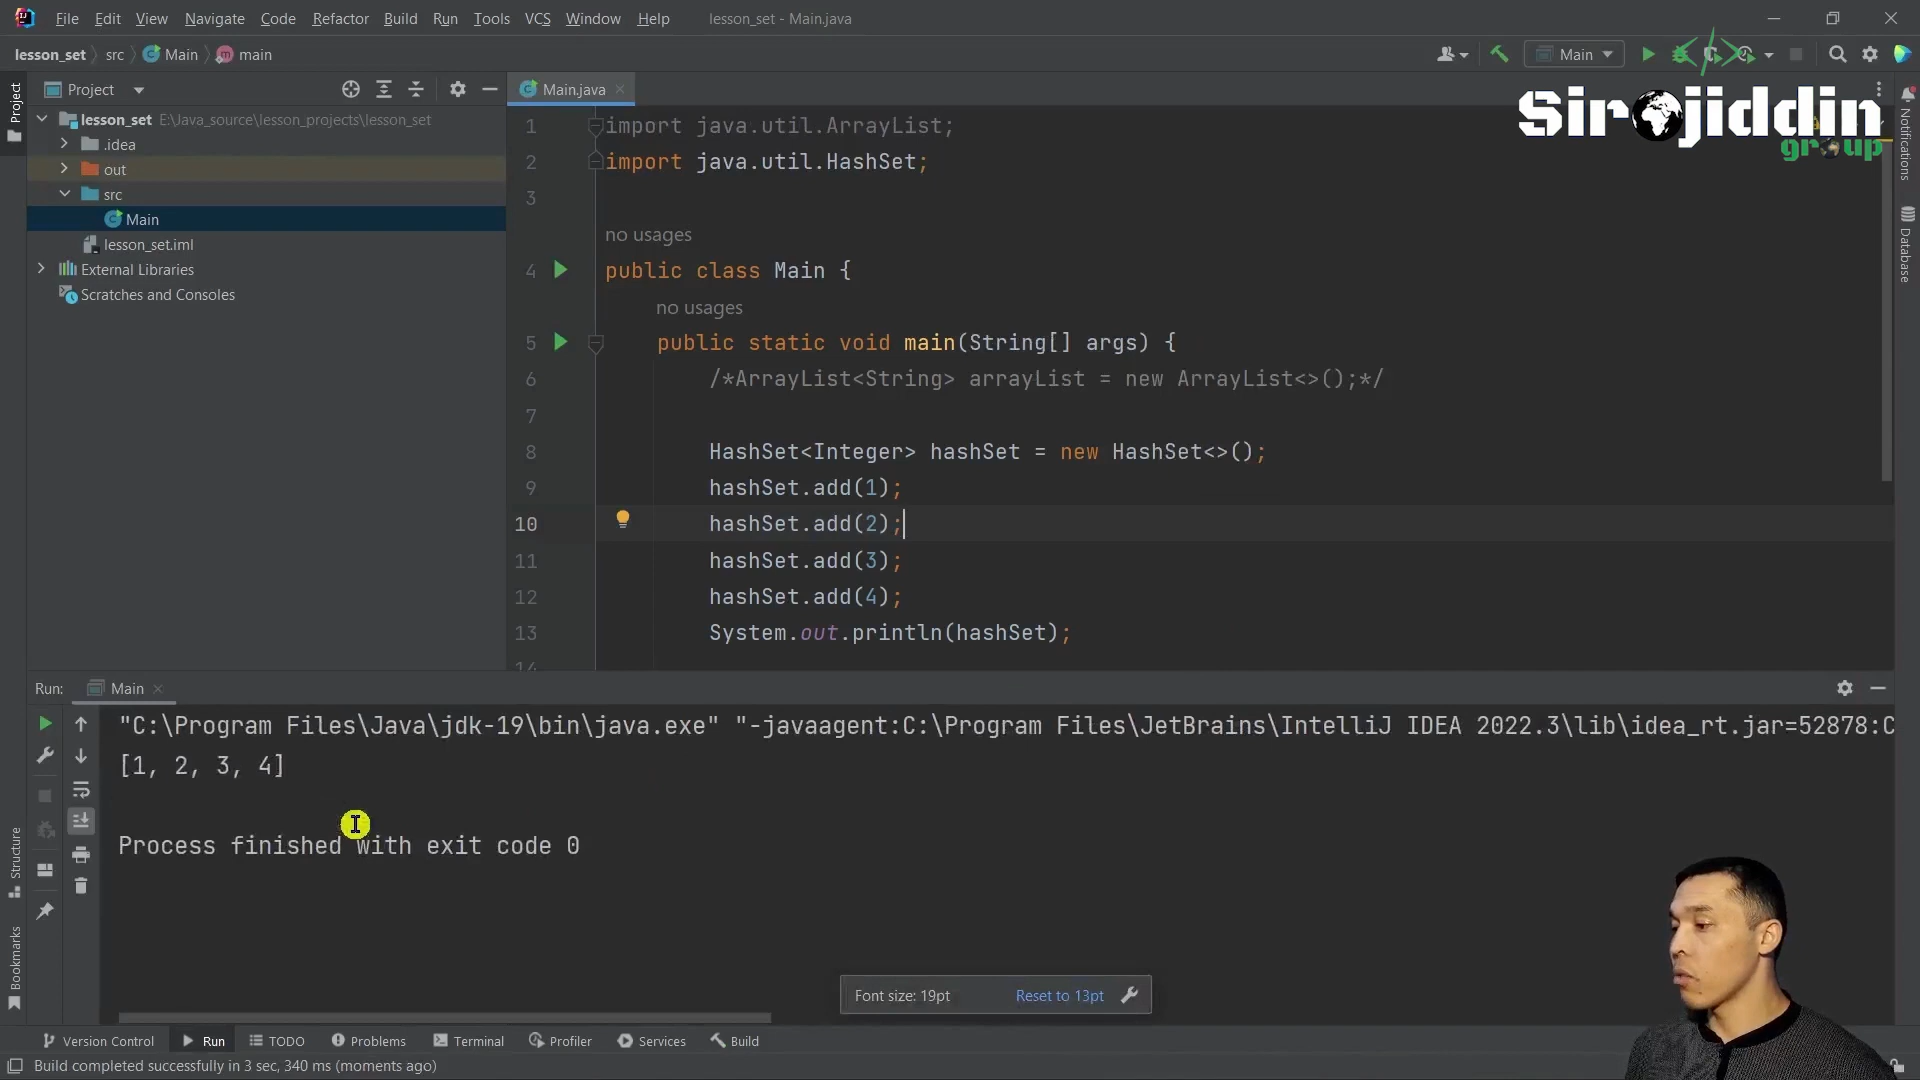 File Edit View Navigate Code Refactor Build Run Tools VCS Window Help lesson_set - Main.java
lesson_set src Main main
Main
Project
Main.java
Sirojiddin
group
Project
Notifications
Database
Structure
Bookmarks
lesson_set E:\Java_source\lesson_projects\lesson_set
.idea
out
src
Main
lesson_set.iml
External Libraries
Scratches and Consoles
1 import java.util.ArrayList;
2 import java.util.HashSet;
3
no usages
4 public class Main {
no usages
5 public static void main(String[] args) {
6 /*ArrayList<String> arrayList = new ArrayList<>();*/
7
8 HashSet<Integer> hashSet = new HashSet<>();
9 hashSet.add(1);
10 hashSet.add(2);
11 hashSet.add(3);
12 hashSet.add(4);
13 System.out.println(hashSet);
14
Run: Main
"C:\Program Files\Java\jdk-19\bin\java.exe" "-javaagent:C:\Program Files\JetBrains\IntelliJ IDEA 2022.3\lib\idea_rt.jar=52878:C
[1, 2, 3, 4]
Process finished with exit code 0
Font size: 19pt Reset to 13pt
Version Control Run TODO Problems Terminal Profiler Services Build
Build completed successfully in 3 sec, 340 ms (moments ago)